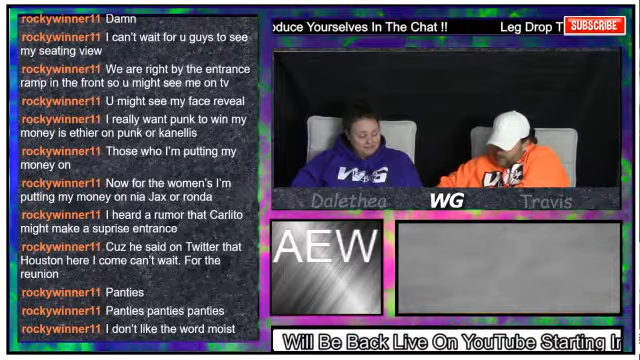 rockywinner11 Damn
rockywinner11 I can't wait for u guys to see
my seating view
rockywinner11 We are right by the entrance
ramp in the front so u might see me on tv
rockywinner11 U might see my face reveal
rockywinner11 I really want punk to win my
money is ethier on punk or kanellis
rockywinner11 Those who I'm putting my
money on
rockywinner11 Now for the women's I'm
putting my money on nia Jax or ronda
rockywinner11 I heard a rumor that Carlito
might make a suprise entrance
rockywinner11 Cuz he said on Twitter that
Houston here I come can't wait. For the
reunion
rockywinner11 Panties
rockywinner11 Panties panties panties
rockywinner11 I don't like the word moist
oduce Yourselves In The Chat !! Leg Drop T
SUBSCRIBE
WG
WG
Dalethea WG Travis
AEW
Will Be Back Live On YouTube Starting In